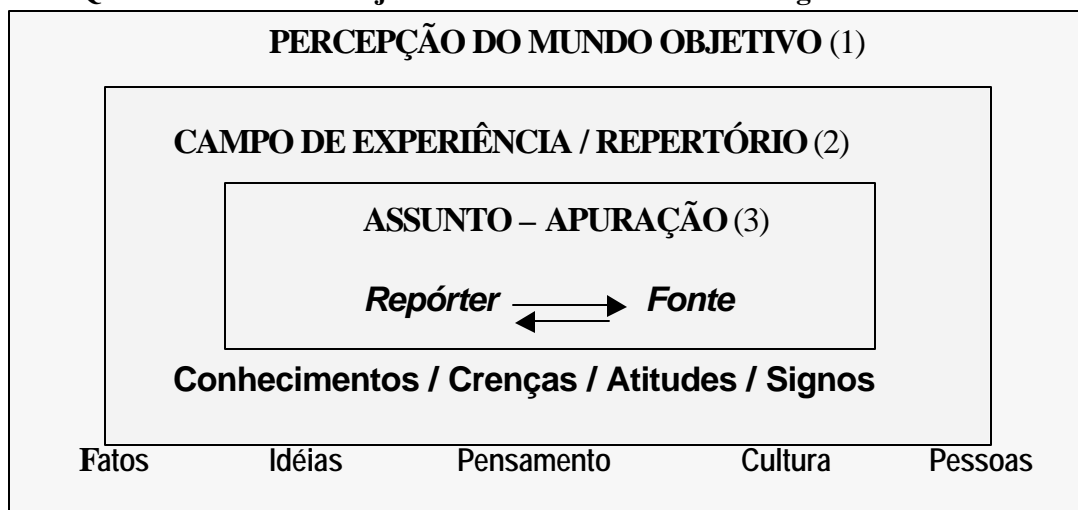 PERCEPÇÃO DO MUNDO OBJETIVO (1)
CAMPO DE EXPERIÊNCIA / REPERTÓRIO (2)
ASSUNTO – APURAÇÃO (3)
Repórter Fonte
Conhecimentos / Crenças / Atitudes / Signos
Fatos Idéias Pensamento Cultura Pessoas